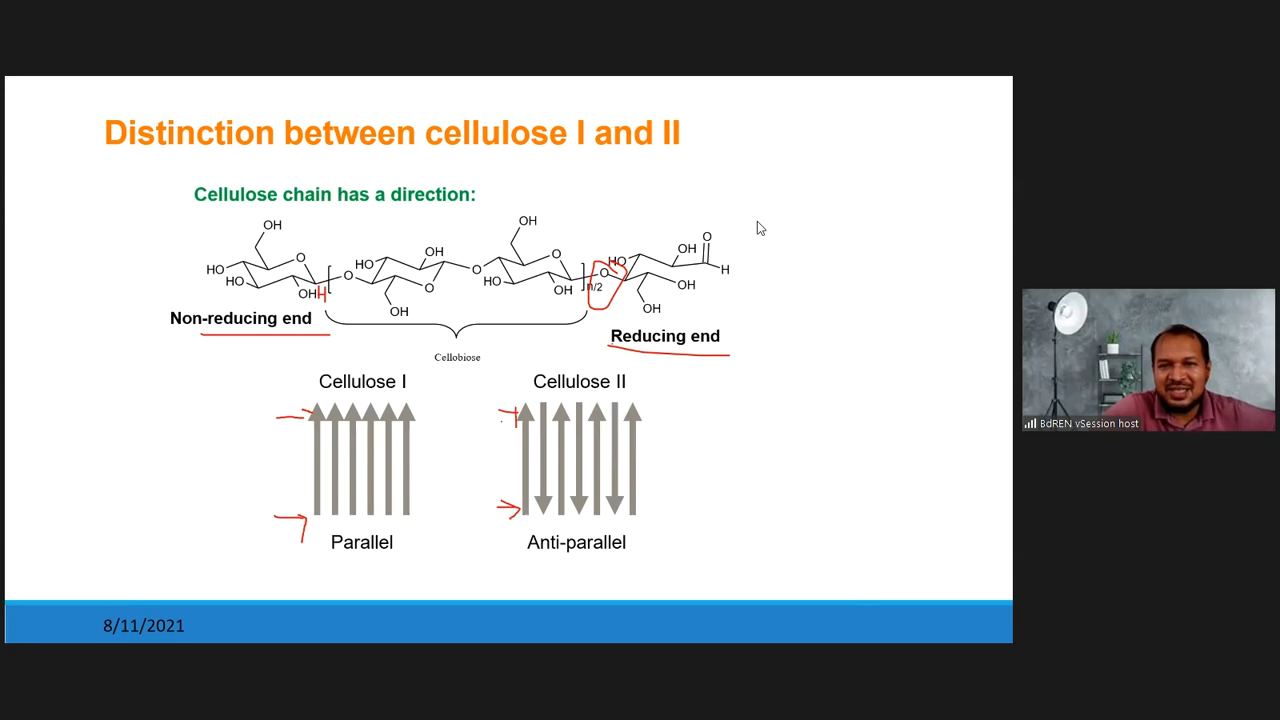 Distinction between cellulose I and II
Cellulose chain has a direction:
OH
OH
O
HO
HO
OH
H
O
HO
OH
O
OH
O
HO
O
OH
n/2
O
HO
OH
O
H
OH
OH
Non-reducing end
Reducing end
Cellobiose
Cellulose I
Cellulose II
Parallel
Anti-parallel
8/11/2021
BdREN vSession host